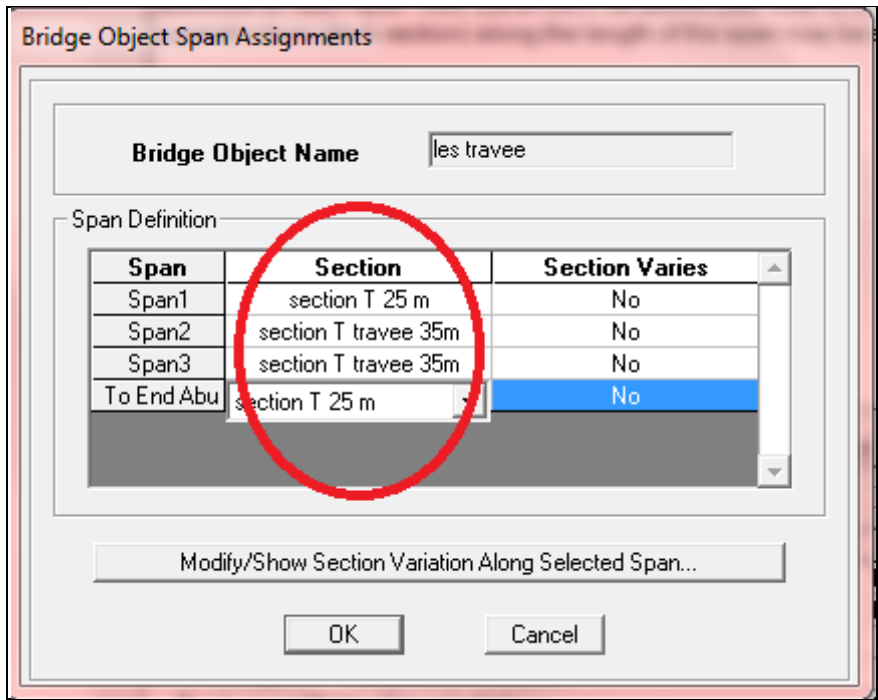 Bridge Object Span Assignments
Bridge Object Name les travee
Span Definition
Span Section Section Varies
Span1 section T 25 m No
Span2 section T travee 35m No
Span3 section T travee 35m No
To End Abu section T 25 m No
Modify/Show Section Variation Along Selected Span...
OK Cancel